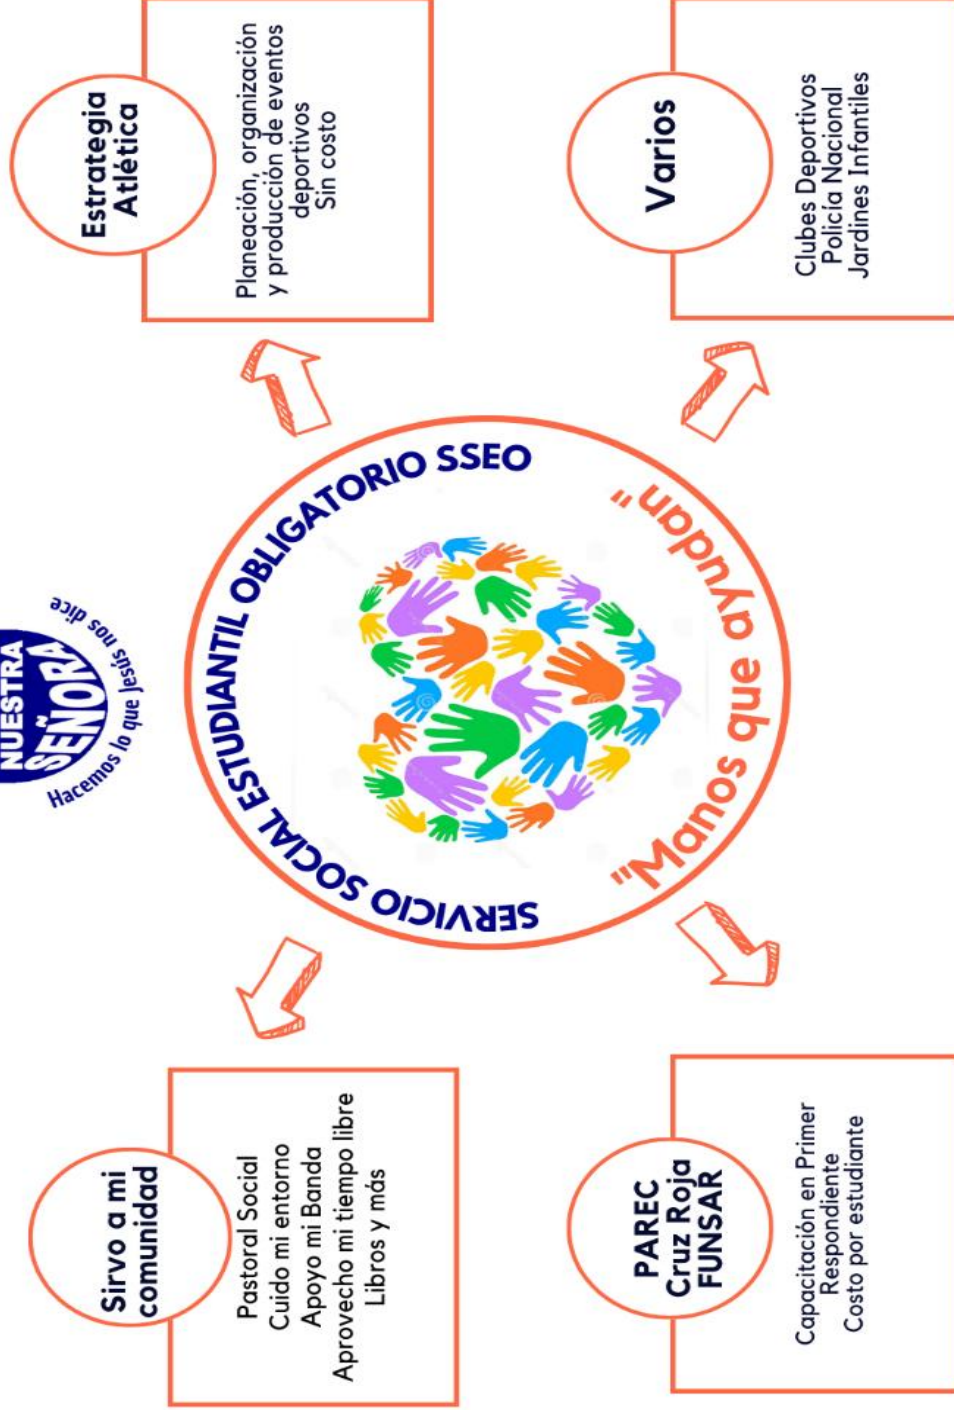 NUESTRA
SEÑORA
Hacemos lo que Jesús nos dice
Sirvo a mi
comunidad
Pastoral Social
Cuido mi entorno
Apoyo mi Banda
Aprovecho mi tiempo libre
Libros y más
Estrategia
Atlética
Planeación, organización
y producción de eventos
deportivos
Sin costo
SERVICIO SOCIAL ESTUDIANTIL OBLIGATORIO SSEO
"Manos que ayudan"
PAREC
Cruz Roja
FUNSAR
Capacitación en Primer
Respondiente
Costo por estudiante
Varios
Clubes Deportivos
Policía Nacional
Jardines Infantiles